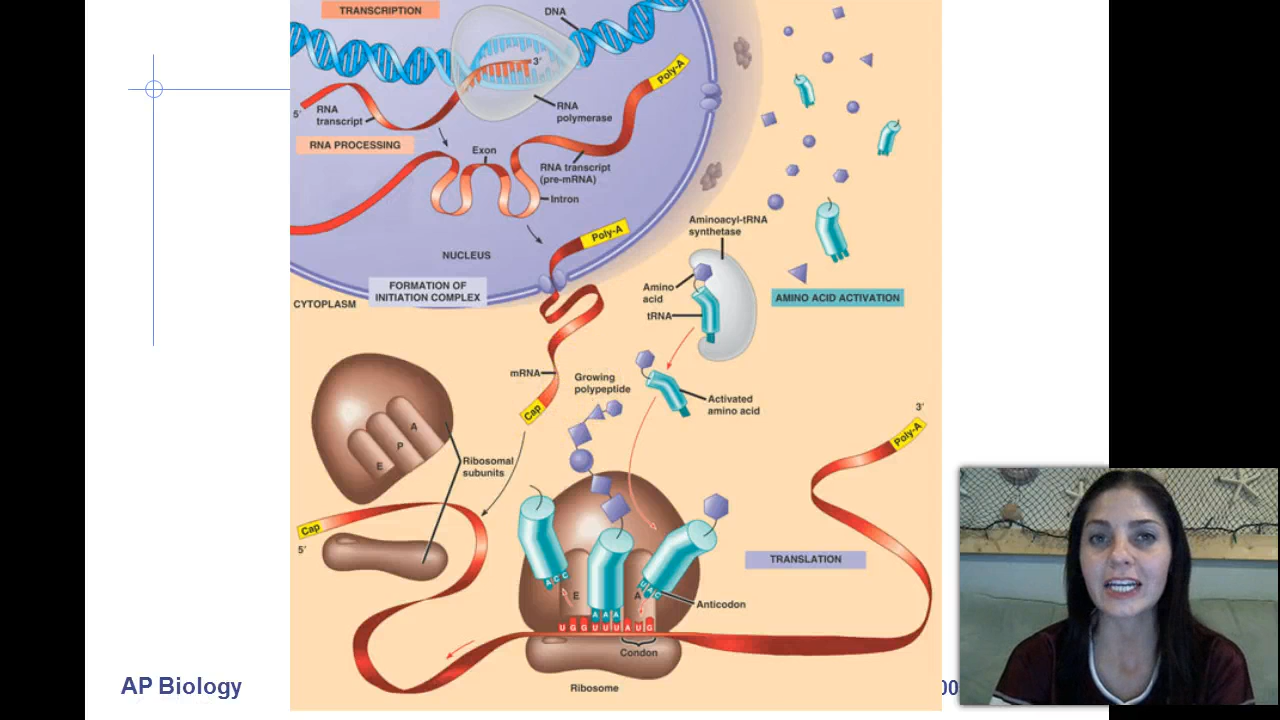 TRANSCRIPTION
DNA
3'
Poly-A
5'
RNA
transcript
RNA
polymerase
RNA PROCESSING
Exon
RNA transcript
(pre-mRNA)
Intron
Poly-A
Aminoacyl-tRNA
synthetase
NUCLEUS
FORMATION OF
INITIATION COMPLEX
CYTOPLASM
Amino
acid
tRNA
AMINO ACID ACTIVATION
mRNA
Growing
polypeptide
Cap
Activated
amino acid
3'
Poly-A
A
P
E
Ribosomal
subunits
Cap
5'
TRANSLATION
A C C
E
A
U A C
Anticodon
A A A
U G G U U U A U G
Condon
Ribosome
AP Biology
00